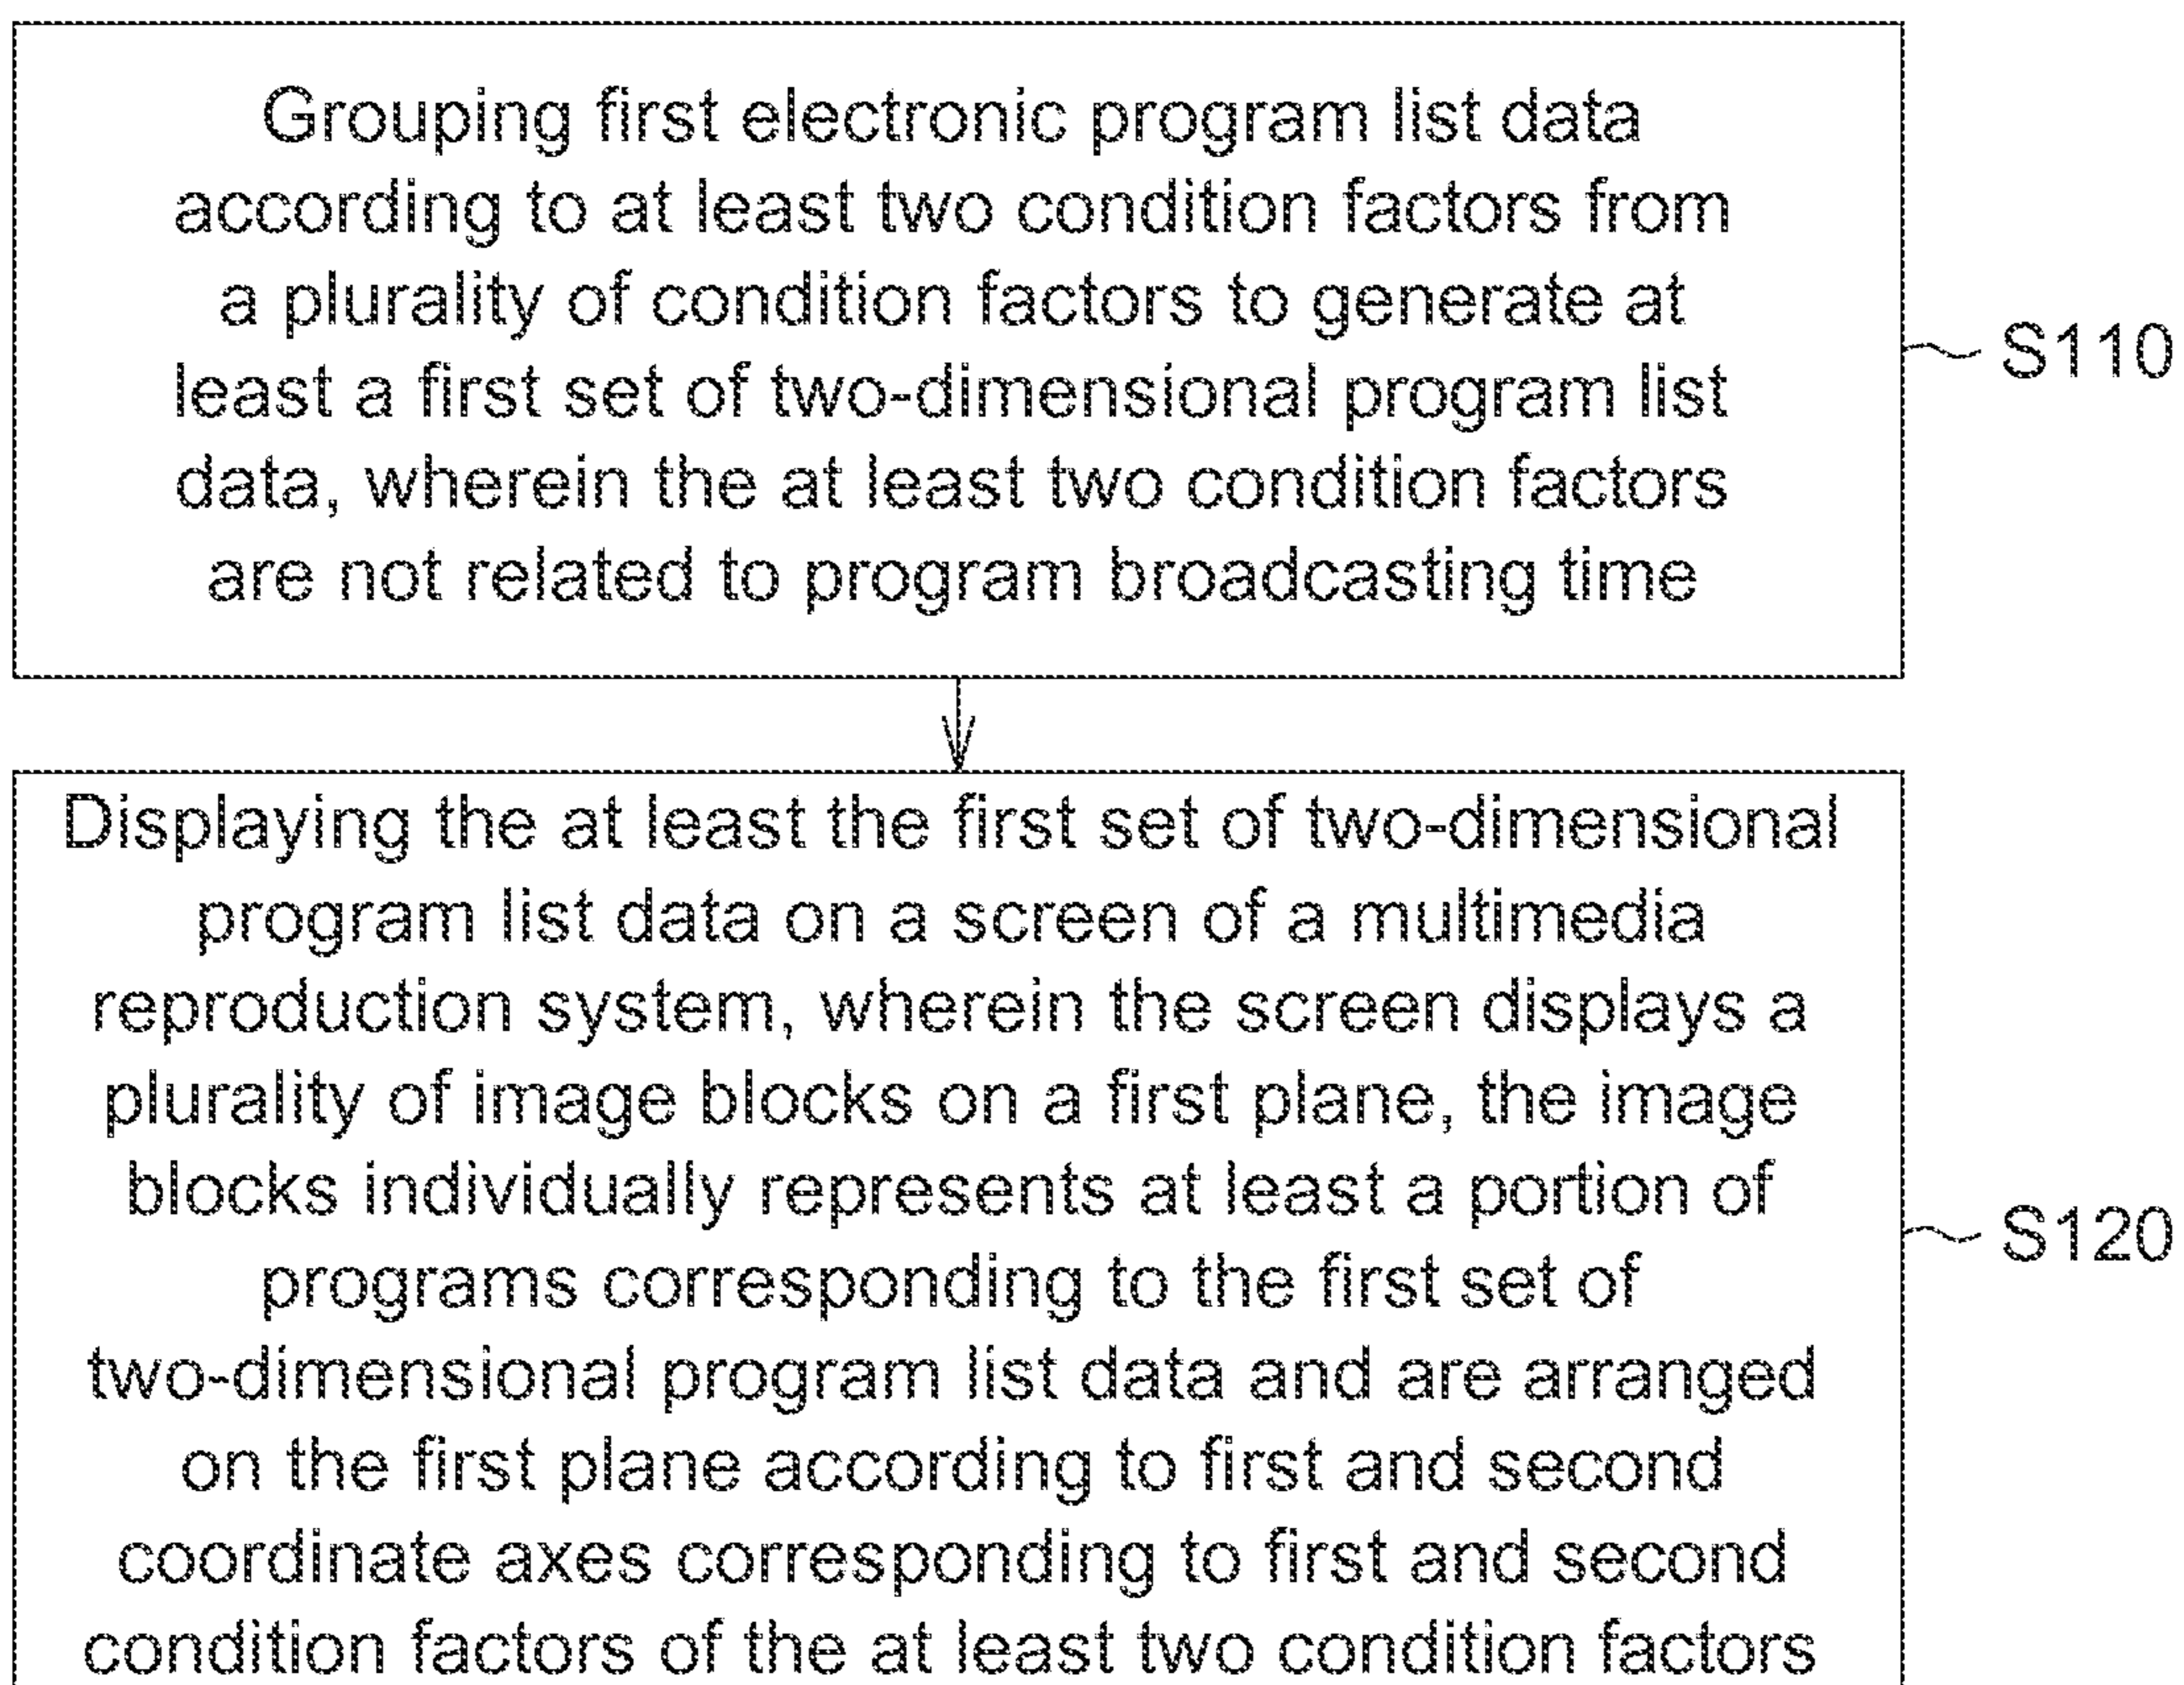 Grouping first electronic program list data
according to at least two condition factors from
a plurality of condition factors to generate at
least a first set of two-dimensional program list
data, wherein the at least two condition factors
are not related to program broadcasting time
S110
Displaying the at least the first set of two-dimensional
program list data on a screen of a multimedia
reproduction system, wherein the screen displays a
plurality of image blocks on a first plane, the image
blocks individually represents at least a portion of
programs corresponding to the first set of
two-dimensional program list data and are arranged
on the first plane according to first and second
coordinate axes corresponding to first and second
condition factors of the at least two condition factors
S120